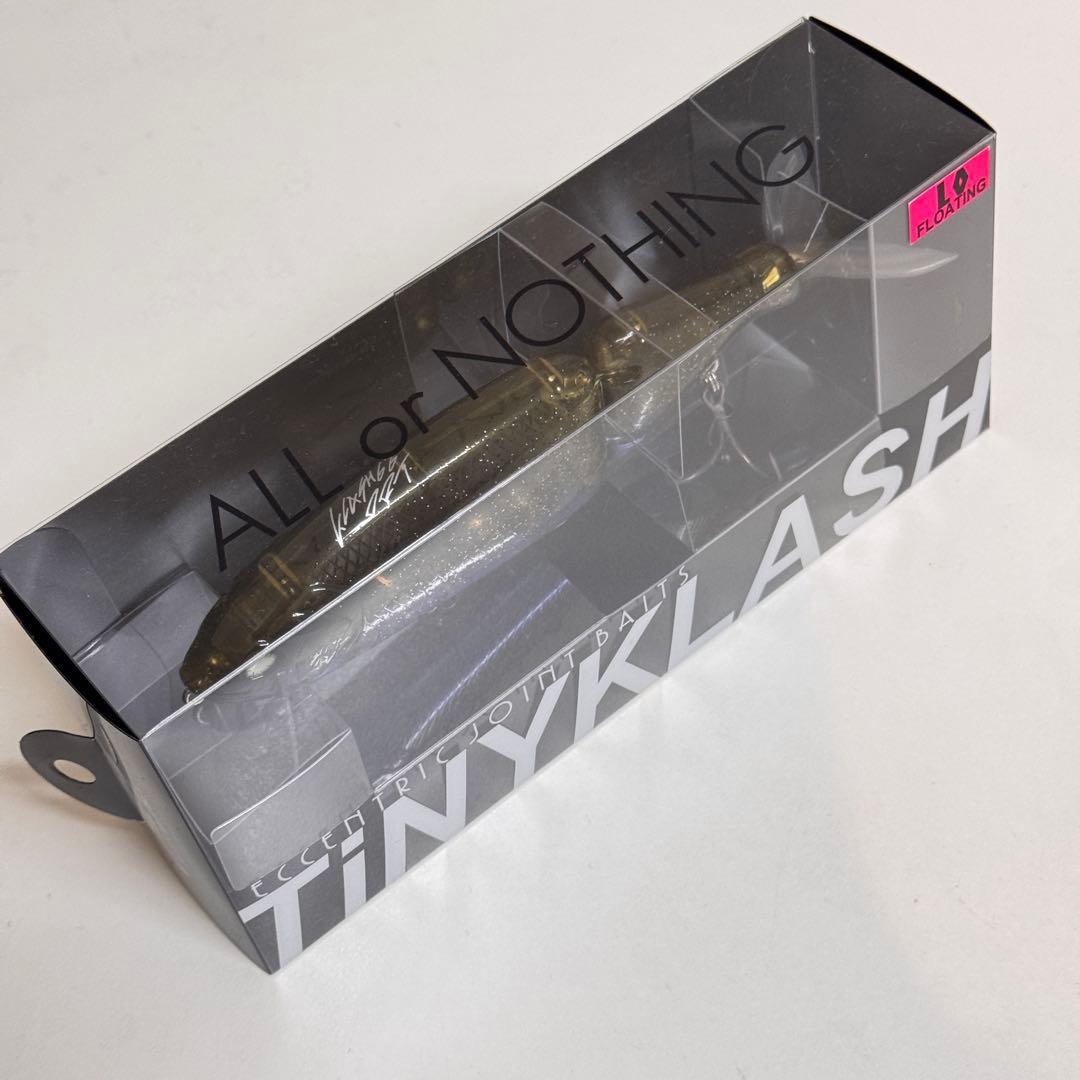 ALL or NOTHING
LO
FLOATING
ECCENTRIC JOINT BAITS
TiNYKLASH